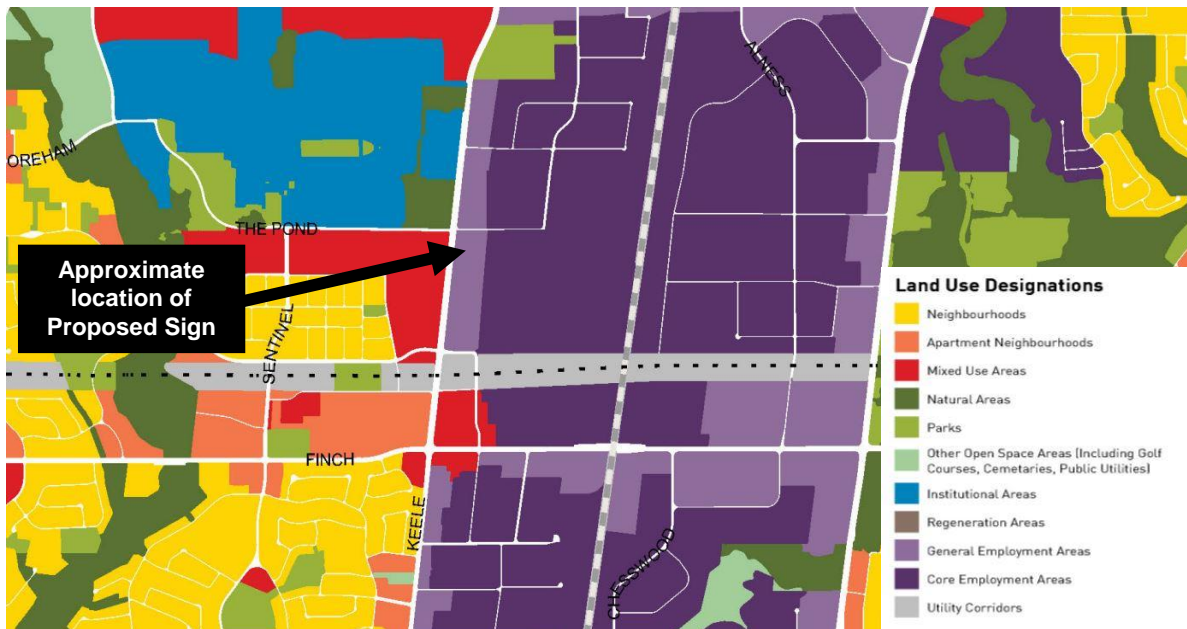 ALNESS
OREHAM
THE POND
Approximate
location of
Proposed Sign
SENTINEL
FINCH
KEELE
CHESSWOOD
Land Use Designations
Neighbourhoods
Apartment Neighbourhoods
Mixed Use Areas
Natural Areas
Parks
Other Open Space Areas (Including Golf
Courses, Cemetaries, Public Utilities)
Institutional Areas
Regeneration Areas
General Employment Areas
Core Employment Areas
Utility Corridors